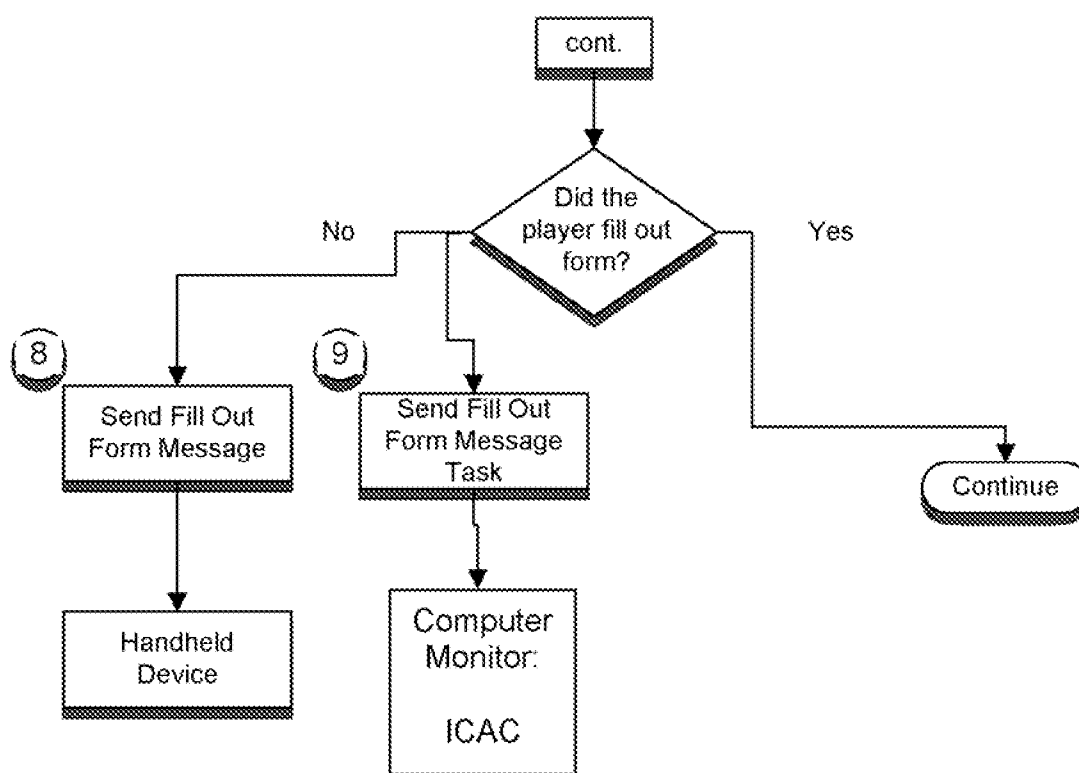 cont.
Did the
player fill out
form?
No
Yes
8
9
Send Fill Out
Form Message
Send Fill Out
Form Message
Task
Continue
Handheld
Device
Computer
Monitor:
ICAC